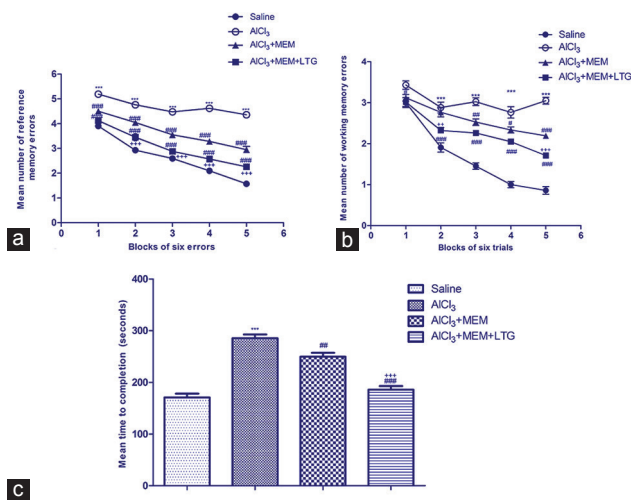 Saline
AlCl₃
AlCl₃+MEM
AlCl₃+MEM+LTG
Mean number of reference
memory errors
6
5
4
3
2
1
0
*** *** *** *** ***
### ### ### ### ###
### ### ### ### ###
+++ +++ +++ +++
0 1 2 3 4 5 6
Blocks of six errors
a
Saline
AlCl₃
AlCl₃+MEM
AlCl₃+MEM+LTG
Mean number of working memory errors
4
3
2
1
0
*** *** *** ***
## # ###
++ +++
### ### ### ###
0 1 2 3 4 5 6
Blocks of six trials
b
Saline
AlCl₃
AlCl₃+MEM
AlCl₃+MEM+LTG
Mean time to completion (seconds)
400
300
200
100
0
***
##
+++
###
c